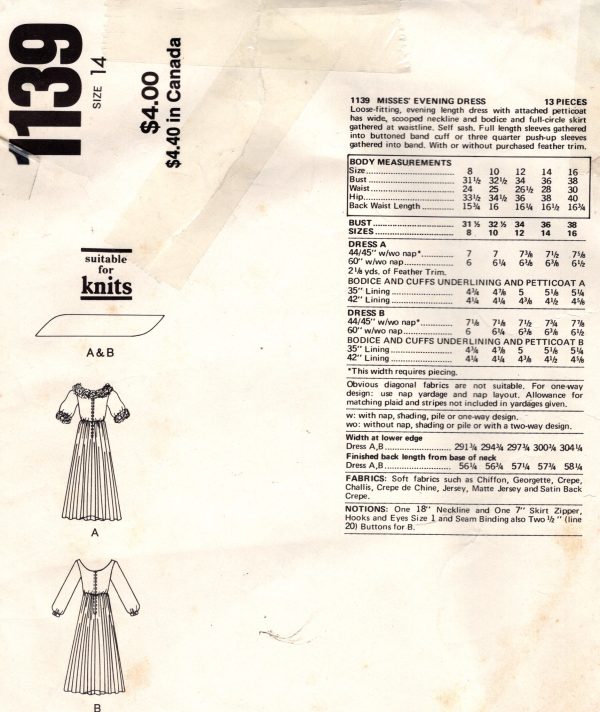 1139
SIZE 14
$4.00
$4.40 in Canada
suitable
for
knits
A&B
A
B
1139 MISSES' EVENING DRESS 13 PIECES
Loose-fitting, evening length dress with attached petticoat
has wide, scooped neckline and bodice and full-circle skirt
gathered at waistline. Self sash. Full length sleeves gathered
into buttoned band cuff or three quarter push-up sleeves
gathered into band. With or without purchased feather trim.
BODY MEASUREMENTS
Size 8 10 12 14 16
Bust 31½ 32½ 34 36 38
Waist 24 25 26½ 28 30
Hip 33½ 34½ 36 38 40
Back Waist Length 15¾ 16 16¼ 16½ 16¾
BUST 31½ 32½ 34 36 38
SIZES 8 10 12 14 16
DRESS A
44/45" w/wo nap* 7 7 7⅜ 7½ 7⅝
60" w/wo nap 6 6¼ 6⅜ 6⅜ 6½
2⅛ yds. of Feather Trim.
BODICE AND CUFFS UNDERLINING AND PETTICOAT A
35" Lining 4¾ 4⅞ 5 5⅛ 5¼
42" Lining 4¼ 4¼ 4⅜ 4½ 4⅝
DRESS B
44/45" w/wo nap* 7⅛ 7⅛ 7½ 7¾ 7⅞
60" w/wo nap 6 6¼ 6⅜ 6⅜ 6½
BODICE AND CUFFS UNDERLINING AND PETTICOAT B
35" Lining 4¾ 4⅞ 5 5⅛ 5¼
42" Lining 4¼ 4¼ 4⅜ 4½ 4⅝
*This width requires piecing.
Obvious diagonal fabrics are not suitable. For one-way
design: use nap yardage and nap layout. Allowance for
matching plaid and stripes not included in yardages given.
w: with nap, shading, pile or one-way design.
wo: without nap, shading or pile or with a two-way design.
Width at lower edge
Dress A,B 291¾ 294¾ 297¾ 300¾ 304¼
Finished back length from base of neck
Dress A,B 56¼ 56¾ 57¼ 57¾ 58¼
FABRICS: Soft fabrics such as Chiffon, Georgette, Crepe,
Challis, Crepe de Chine, Jersey, Matte Jersey and Satin Back
Crepe.
NOTIONS: One 18" Neckline and One 7" Skirt Zipper,
Hooks and Eyes Size 1 and Seam Binding also Two ½" (line
20) Buttons for B.